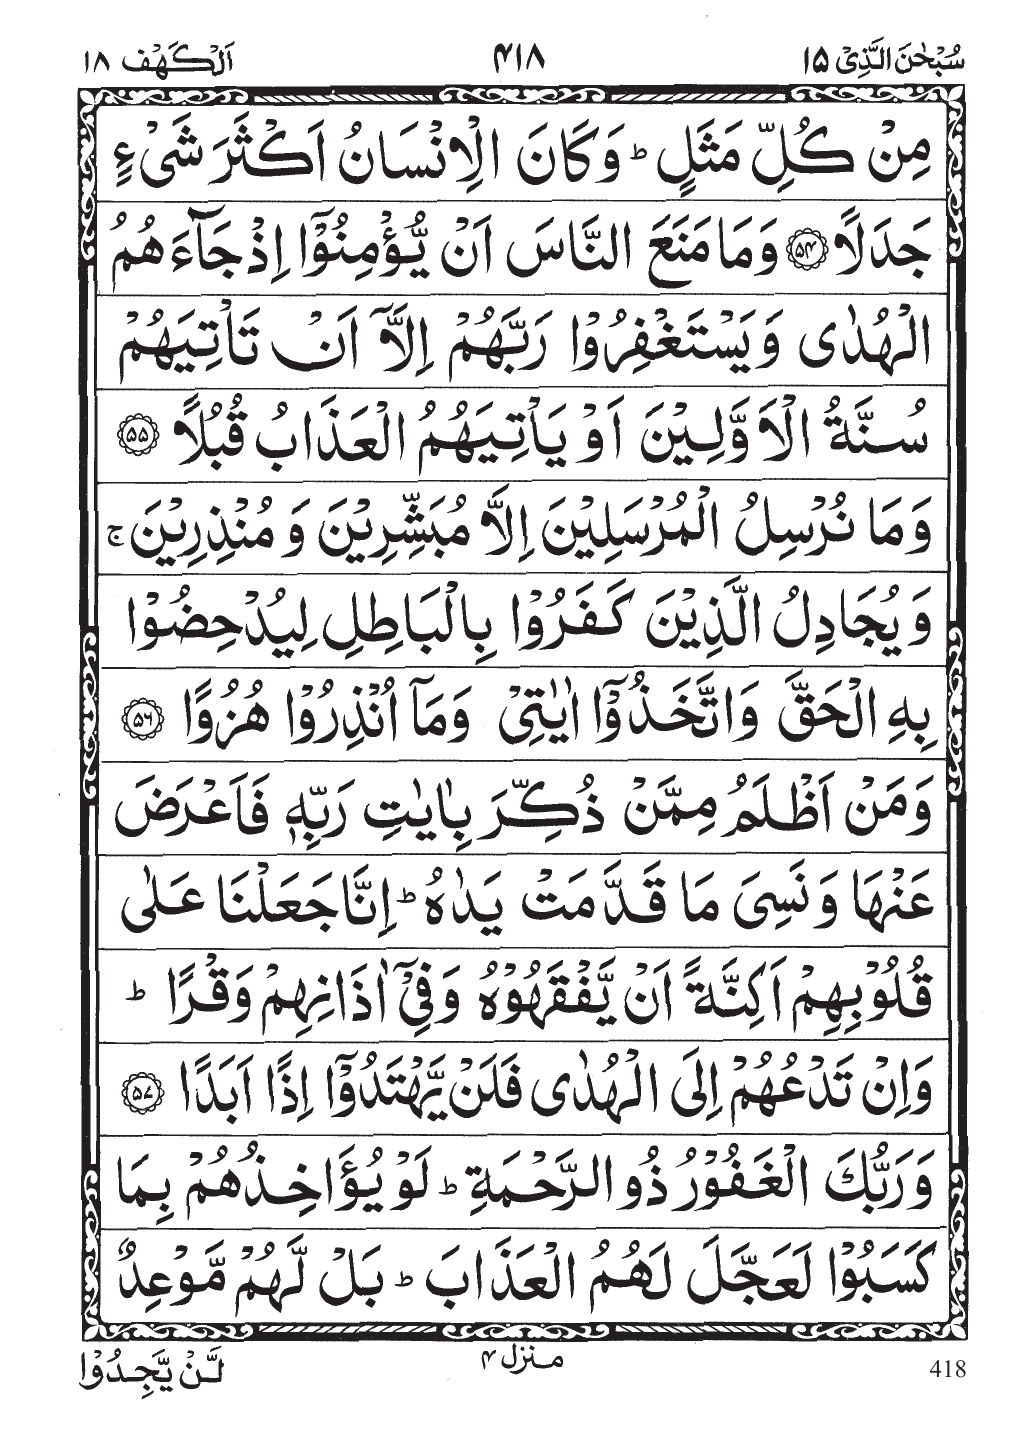 سُبْحٰنَ الَّذِیْ ۱۵ ۴۱۸ اَلْکَهْف ۱۸
مِنْ کُلِّ مَثَلٍ ؕ وَکَانَ الْاِنْسَانُ اَکْثَرَ شَیْءٍ
جَدَلًا ﴿۵۴﴾ وَمَا مَنَعَ النَّاسَ اَنْ یُّؤْمِنُوْۤا اِذْ جَآءَهُمُ
الْهُدٰی وَیَسْتَغْفِرُوْا رَبَّهُمْ اِلَّاۤ اَنْ تَاْتِیَهُمْ
سُنَّةُ الْاَوَّلِیْنَ اَوْ یَاْتِیَهُمُ الْعَذَابُ قُبُلًا ﴿۵۵﴾
وَمَا نُرْسِلُ الْمُرْسَلِیْنَ اِلَّا مُبَشِّرِیْنَ وَمُنْذِرِیْنَ ۚ
وَیُجَادِلُ الَّذِیْنَ کَفَرُوْا بِالْبَاطِلِ لِیُدْحِضُوْا
بِهِ الْحَقَّ وَاتَّخَذُوْۤا اٰیٰتِیْ وَمَاۤ اُنْذِرُوْا هُزُوًا ﴿۵۶﴾
وَمَنْ اَظْلَمُ مِمَّنْ ذُکِّرَ بِاٰیٰتِ رَبِّهٖ فَاَعْرَضَ
عَنْهَا وَنَسِیَ مَا قَدَّمَتْ یَدٰهُ ؕ اِنَّا جَعَلْنَا عَلٰی
قُلُوْبِهِمْ اَکِنَّةً اَنْ یَّفْقَهُوْهُ وَفِیْۤ اٰذَانِهِمْ وَقْرًا ؕ
وَاِنْ تَدْعُهُمْ اِلَی الْهُدٰی فَلَنْ یَّهْتَدُوْۤا اِذًا اَبَدًا ﴿۵۷﴾
وَرَبُّکَ الْغَفُوْرُ ذُو الرَّحْمَةِ ؕ لَوْ یُؤَاخِذُهُمْ بِمَا
کَسَبُوْا لَعَجَّلَ لَهُمُ الْعَذَابَ ؕ بَلْ لَّهُمْ مَّوْعِدٌ
418 منزل ۴ لَّنْ یَّجِدُوْا